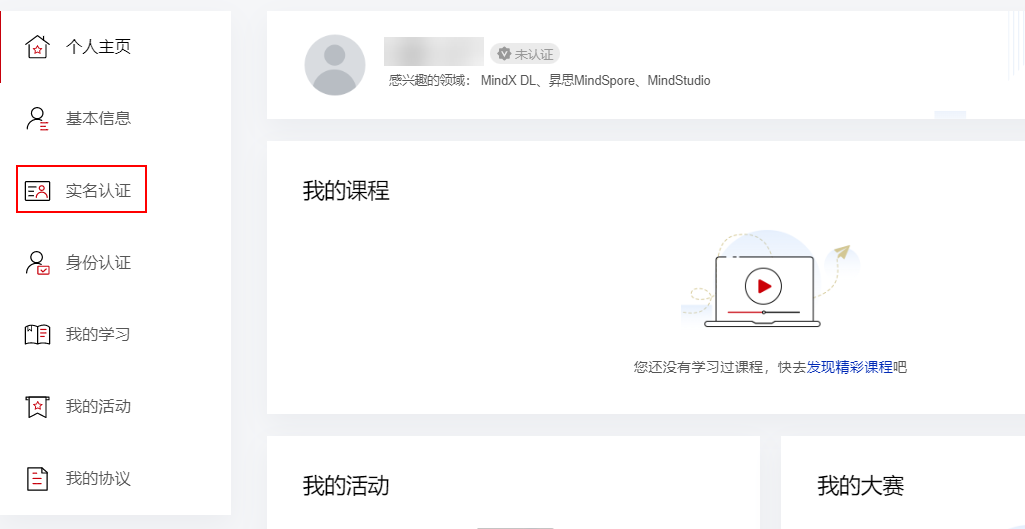 个人主页
基本信息
实名认证
身份认证
我的学习
我的活动
我的协议
未认证
感兴趣的领域： MindX DL、昇思MindSpore、MindStudio
我的课程
您还没有学习过课程，快去发现精彩课程吧
我的活动
我的大赛